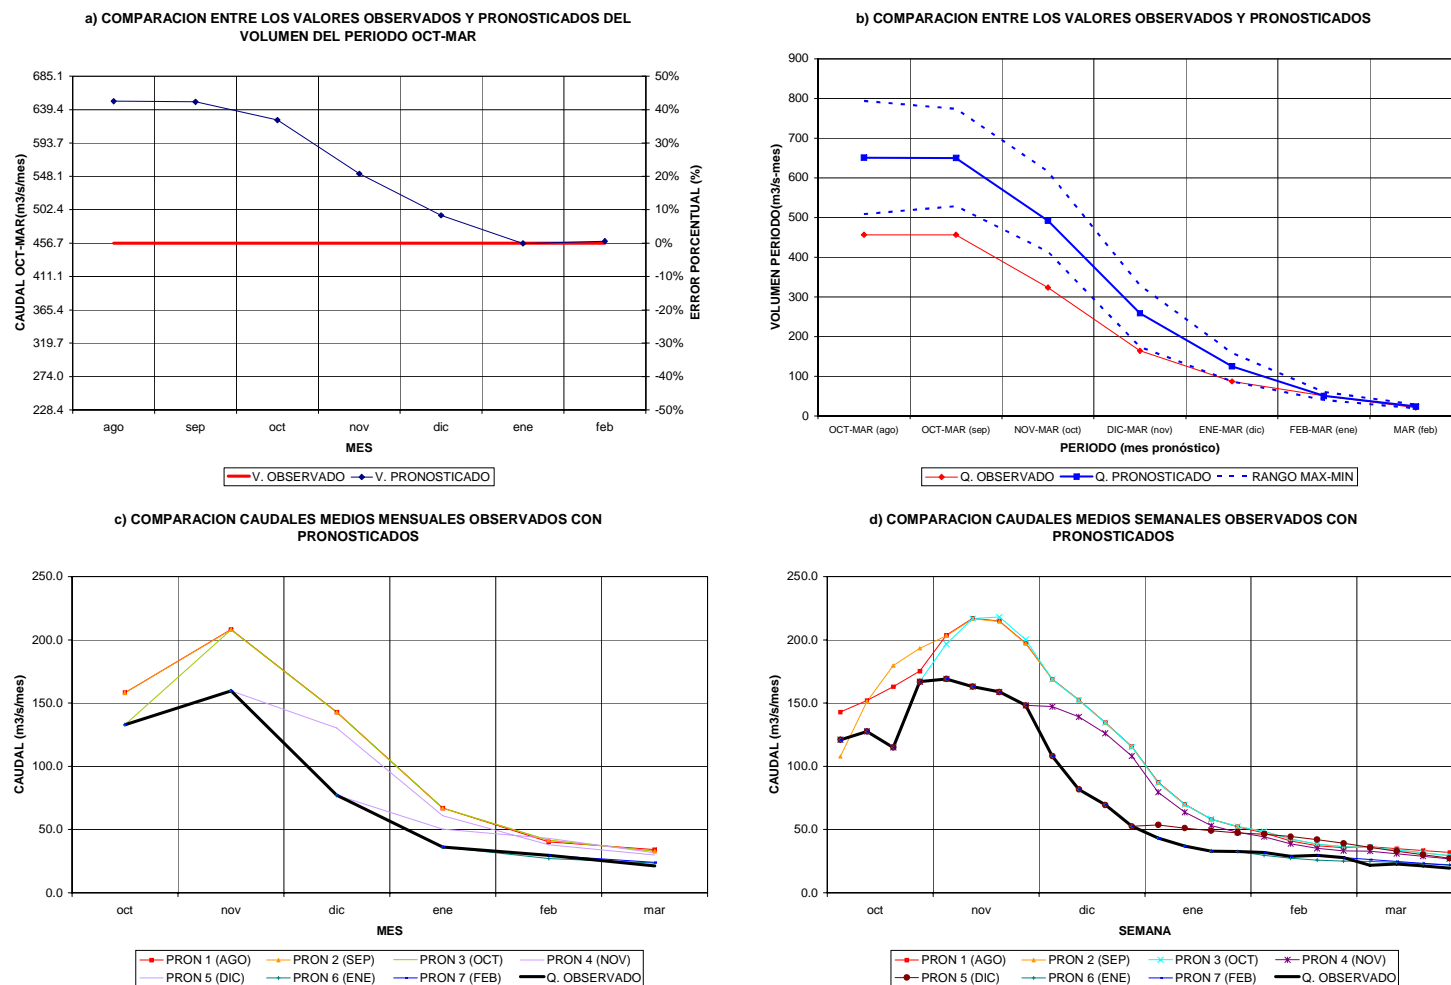 a) COMPARACION ENTRE LOS VALORES OBSERVADOS Y PRONOSTICADOS DEL
VOLUMEN DEL PERIODO OCT-MAR
685.1
639.4
593.7
548.1
502.4
456.7
411.1
365.4
319.7
274.0
228.4
50%
40%
30%
20%
10%
0%
-10%
-20%
-30%
-40%
-50%
CAUDAL OCT-MAR(m3/s/mes)
ERROR PORCENTUAL (%)
ago sep oct nov dic ene feb
MES
V. OBSERVADO V. PRONOSTICADO
b) COMPARACION ENTRE LOS VALORES OBSERVADOS Y PRONOSTICADOS
900
800
700
600
500
400
300
200
100
0
VOLUMEN PERIODO(m3/s-mes)
OCT-MAR (ago) OCT-MAR (sep) NOV-MAR (oct) DIC-MAR (nov) ENE-MAR (dic) FEB-MAR (ene) MAR (feb)
PERIODO (mes pronóstico)
Q. OBSERVADO Q. PRONOSTICADO RANGO MAX-MIN
c) COMPARACION CAUDALES MEDIOS MENSUALES OBSERVADOS CON
PRONOSTICADOS
250.0
200.0
150.0
100.0
50.0
0.0
CAUDAL (m3/s/mes)
oct nov dic ene feb mar
MES
PRON 1 (AGO) PRON 2 (SEP) PRON 3 (OCT) PRON 4 (NOV)
PRON 5 (DIC) PRON 6 (ENE) PRON 7 (FEB) Q. OBSERVADO
d) COMPARACION CAUDALES MEDIOS SEMANALES OBSERVADOS CON
PRONOSTICADOS
250.0
200.0
150.0
100.0
50.0
0.0
CAUDAL (m3/s/mes)
oct nov dic ene feb mar
SEMANA
PRON 1 (AGO) PRON 2 (SEP) PRON 3 (OCT) PRON 4 (NOV)
PRON 5 (DIC) PRON 6 (ENE) PRON 7 (FEB) Q. OBSERVADO